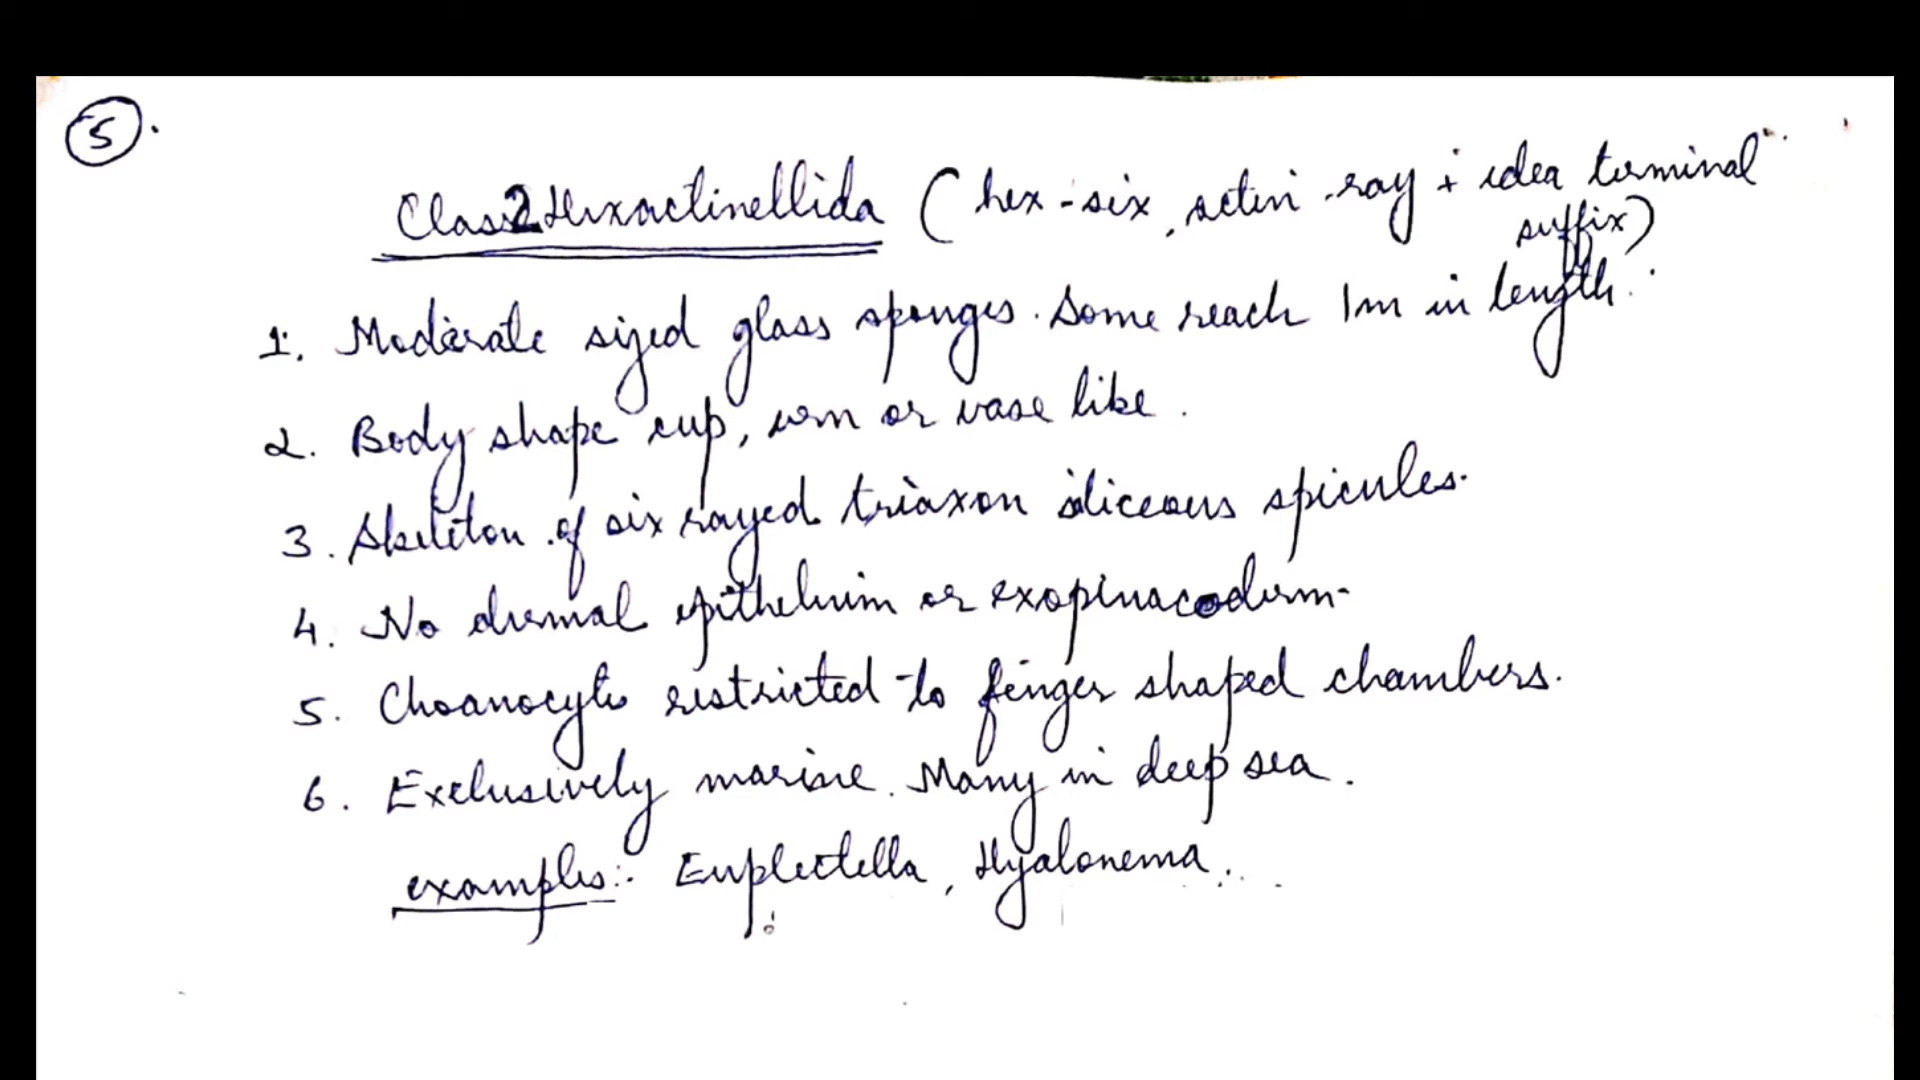 5.
Class 2 Hexactinellida (hex-six, actin-ray + idea terminal
suffix)
1. Moderate sized glass sponges. Some reach 1m in length.
2. Body shape cup, urn or vase like.
3. Skeleton of six rayed triaxon siliceous spicules.
4. No dermal epithelium or exopinacoderm.
5. Choanocytes restricted to finger shaped chambers.
6. Exclusively marine. Many in deep sea.
examples:- Euplectella, Hyalonema.